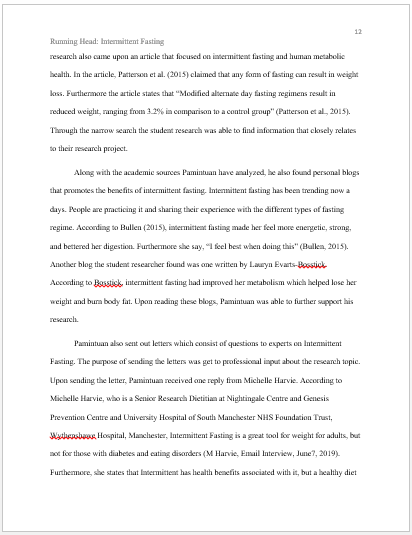 12
Running Head: Intermittent Fasting
research also came upon an article that focused on intermittent fasting and human metabolic
health. In the article, Patterson et al. (2015) claimed that any form of fasting can result in weight
loss. Furthermore the article states that “Modified alternate day fasting regimens result in
reduced weight, ranging from 3.2% in comparison to a control group” (Patterson et al., 2015).
Through the narrow search the student research was able to find information that closely relates
to their research project.
Along with the academic sources Pamintuan have analyzed, he also found personal blogs
that promotes the benefits of intermittent fasting. Intermittent fasting has been trending now a
days. People are practicing it and sharing their experience with the different types of fasting
regime. According to Bullen (2015), intermittent fasting made her feel more energetic, strong,
and bettered her digestion. Furthermore she say, “I feel best when doing this” (Bullen, 2015).
Another blog the student researcher found was one written by Lauryn Evarts-Bosstick.
According to Bosstick, intermittent fasting had improved her metabolism which helped lose her
weight and burn body fat. Upon reading these blogs, Pamintuan was able to further support his
research.
Pamintuan also sent out letters which consist of questions to experts on Intermittent
Fasting. The purpose of sending the letters was get to professional input about the research topic.
Upon sending the letter, Pamintuan received one reply from Michelle Harvie. According to
Michelle Harvie, who is a Senior Research Dietitian at Nightingale Centre and Genesis
Prevention Centre and University Hospital of South Manchester NHS Foundation Trust,
Wythenshawe Hospital, Manchester, Intermittent Fasting is a great tool for weight for adults, but
not for those with diabetes and eating disorders (M Harvie, Email Interview, June7, 2019).
Furthermore, she states that Intermittent has health benefits associated with it, but a healthy diet